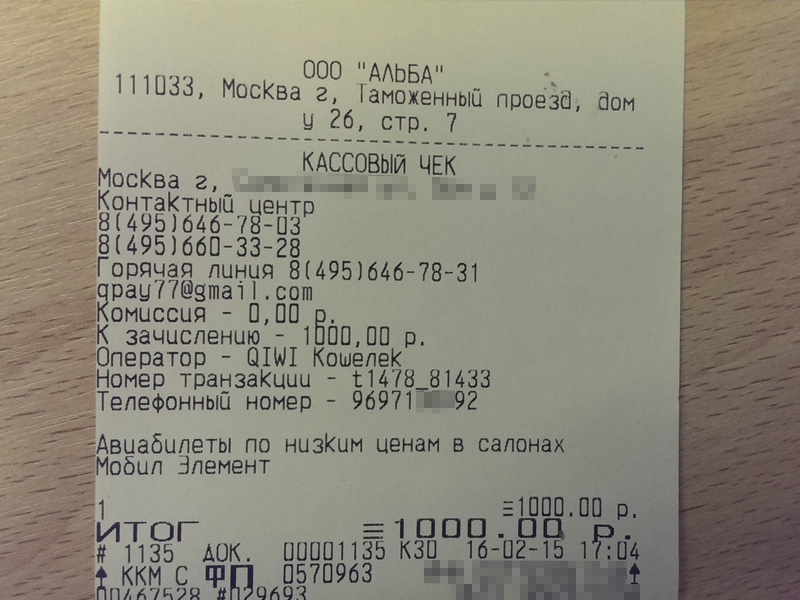 ООО "АЛЬБА"
111033, Москва г, Таможенный проезд, дом
у 26, стр. 7
КАССОВЫЙ ЧЕК
Москва г,
Контактный центр
8(495)646-78-03
8(495)660-33-28
Горячая линия 8(495)646-78-31
qpay77@gmail.com
Комиссия - 0,00 р.
К зачислению - 1000,00 р.
Оператор - QIWI Кошелек
Номер транзакции - t1478_81433
Телефонный номер - 96971 92
Авиабилеты по низким ценам в салонах
Мобил Элемент
1 ≡1000.00 р.
ИТОГ ≡1000.00 р.
# 1135 ДОК. 00001135 К30 16-02-15 17:04
ККМ С ФП 0570963
00467528 #029693